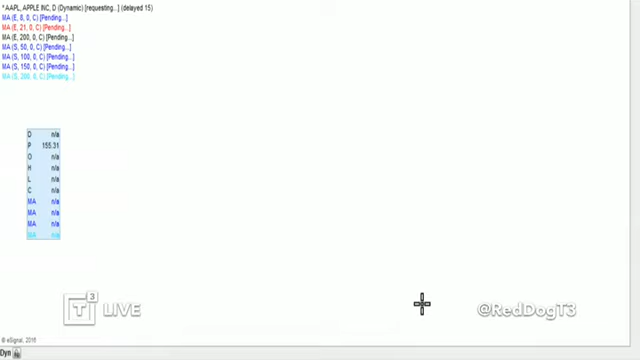 *AAPL, APPLE INC, D (Dynamic) [requesting...] (delayed 15)
MA (E, 8, 0, C) [Pending...]
MA (E, 21, 0, C) [Pending...]
MA (E, 200, 0, C) [Pending...]
MA (S, 50, 0, C) [Pending...]
MA (S, 100, 0, C) [Pending...]
MA (S, 150, 0, C) [Pending...]
MA (S, 200, 0, C) [Pending...]
D n/a
P 155.31
O n/a
H n/a
L n/a
C n/a
MA n/a
MA n/a
MA n/a
MA n/a
T3 LIVE
@RedDogT3
© eSignal, 2016
Dyn